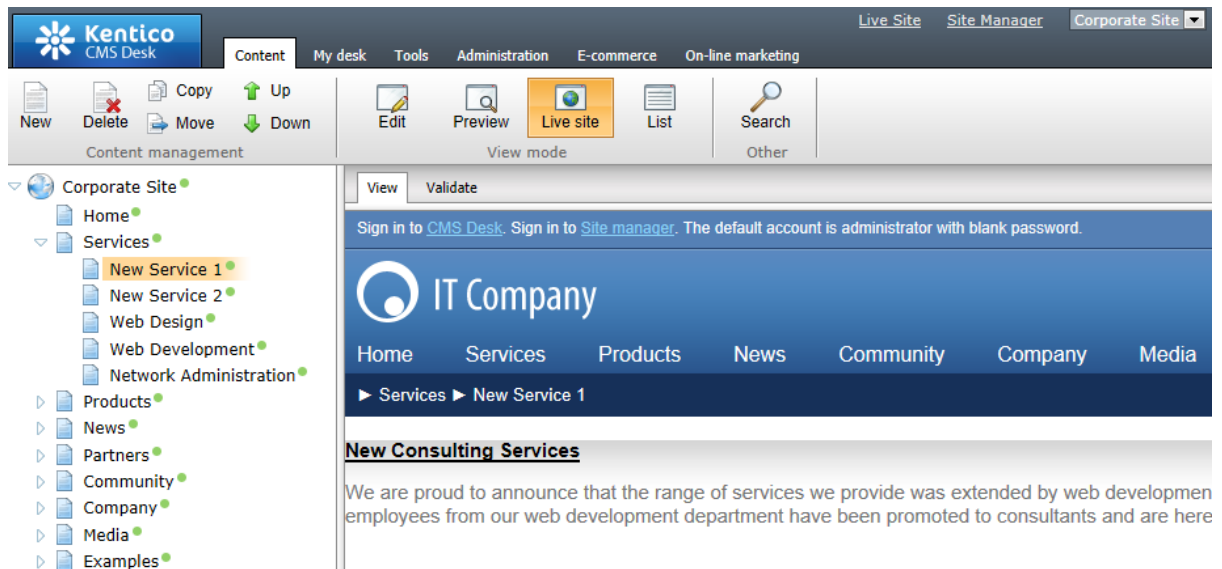 Live Site Site Manager Corporate Site
Kentico
CMS Desk
Content My desk Tools Administration E-commerce On-line marketing
New Delete Copy Move Up Down
Content management
Edit Preview Live site List
View mode
Search
Other
Corporate Site
Home
Services
New Service 1
New Service 2
Web Design
Web Development
Network Administration
Products
News
Partners
Community
Company
Media
Examples
View Validate
Sign in to CMS Desk. Sign in to Site manager. The default account is administrator with blank password.
IT Company
Home Services Products News Community Company Media
► Services ► New Service 1
New Consulting Services
We are proud to announce that the range of services we provide was extended by web developmen
employees from our web development department have been promoted to consultants and are here